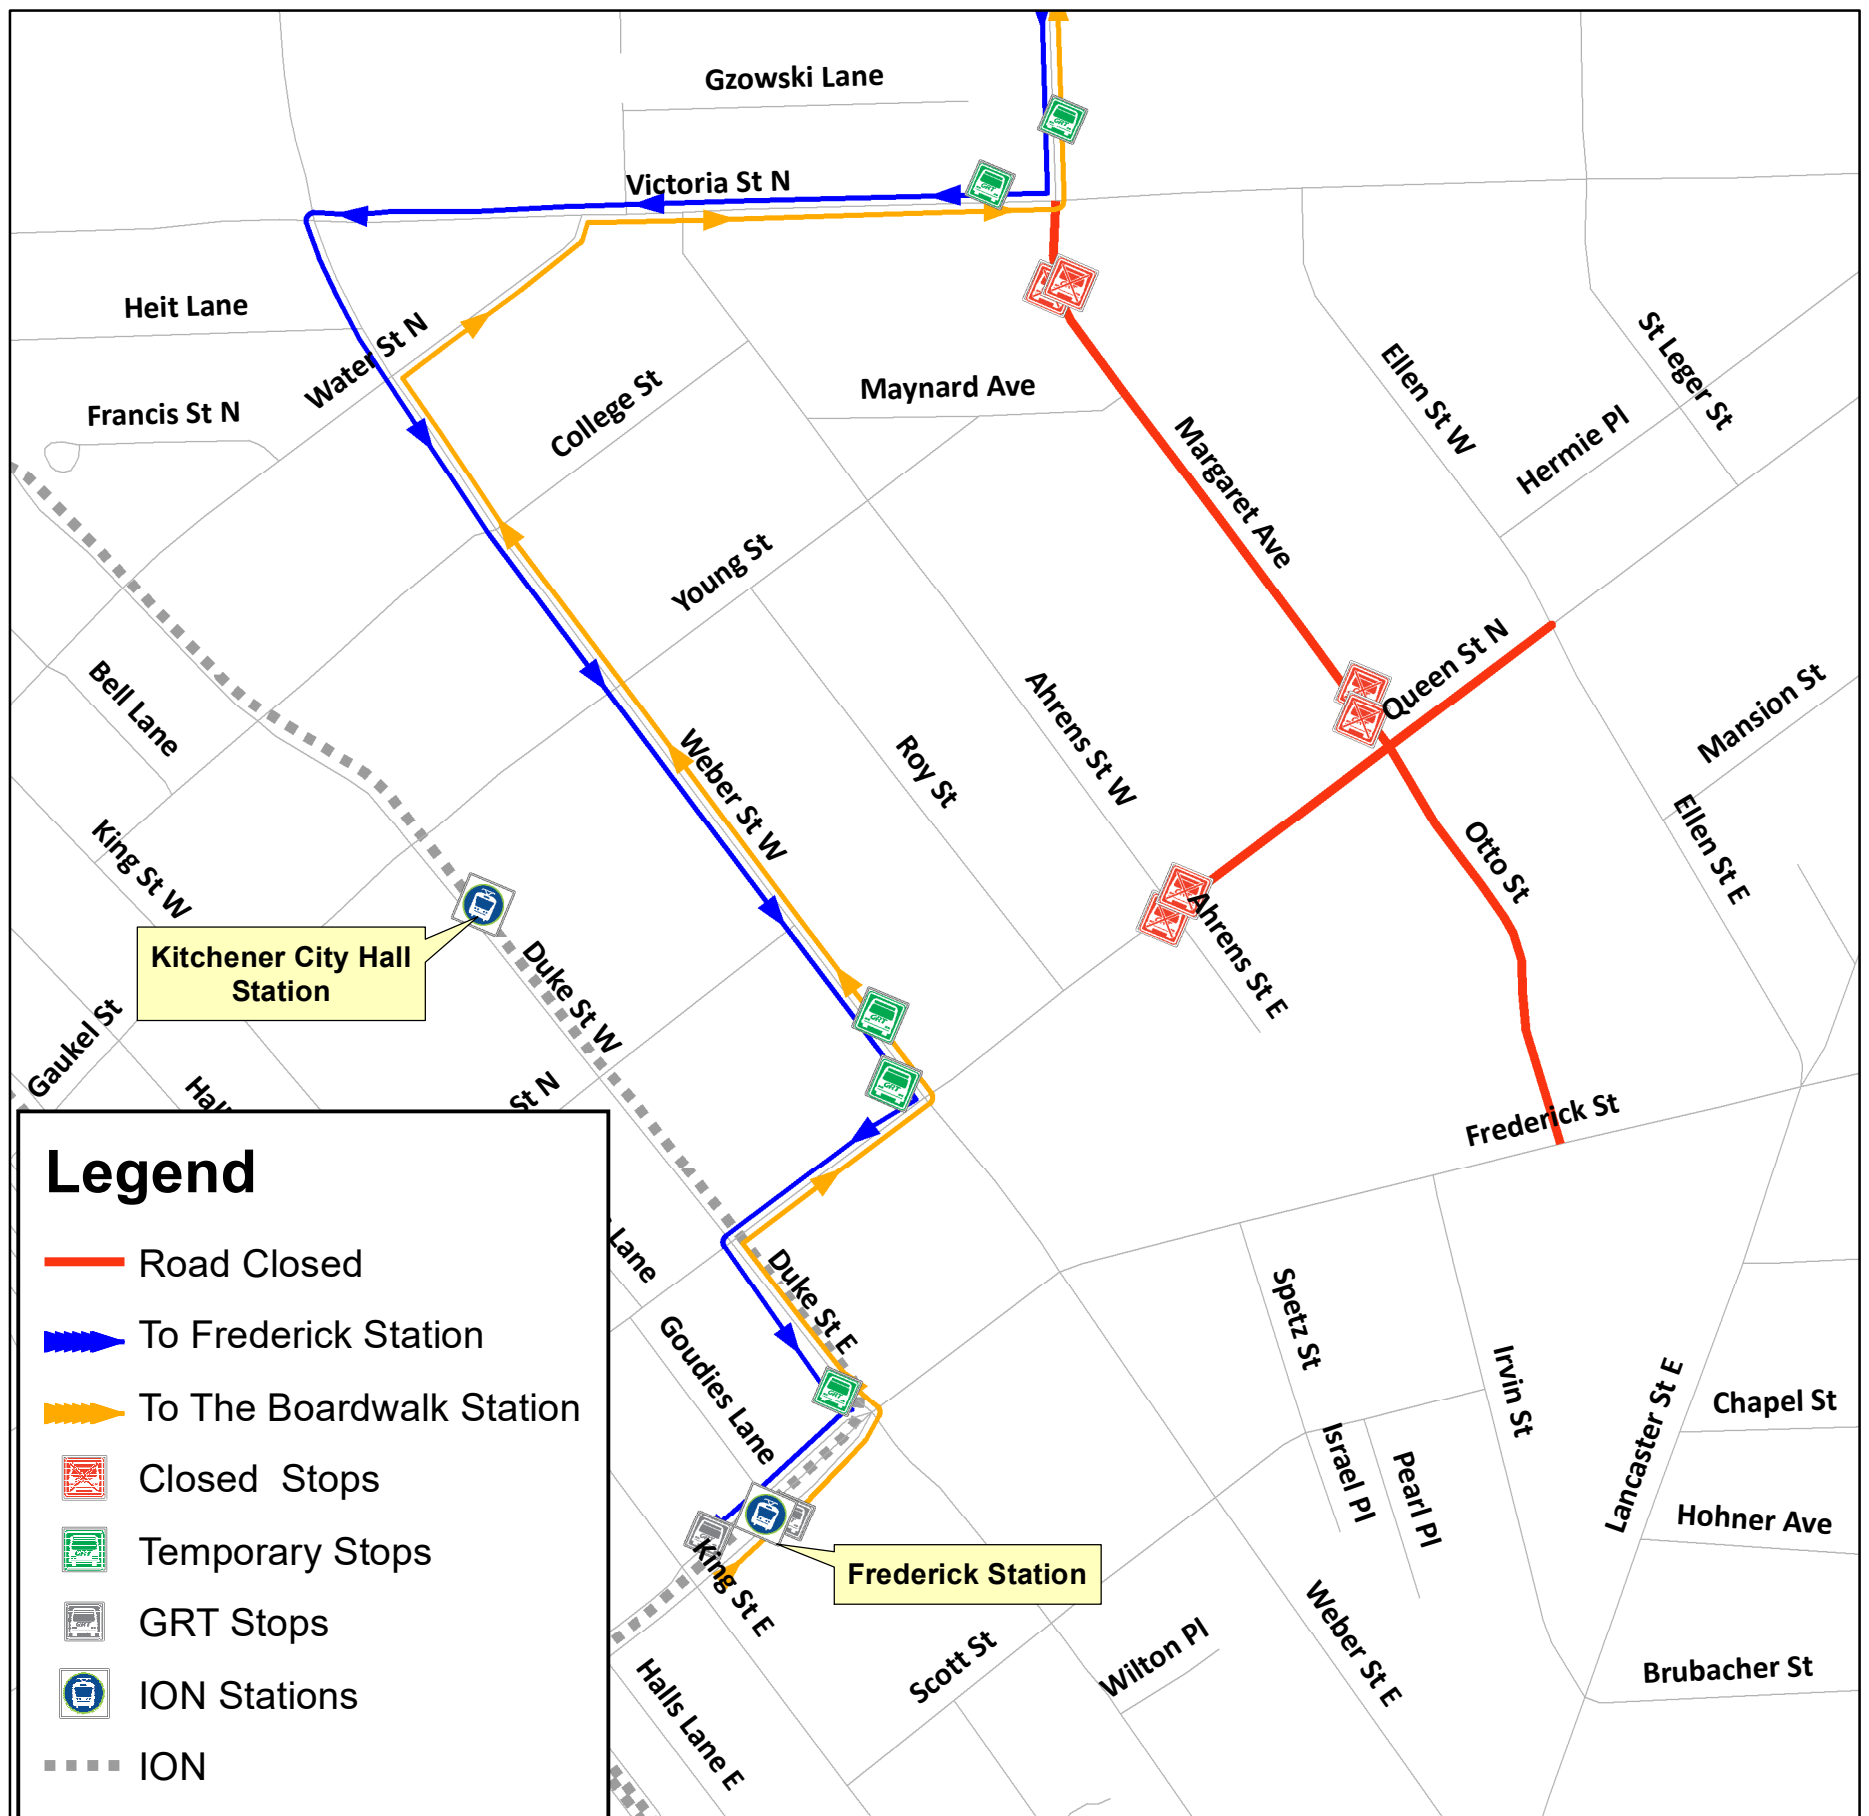 Gzowski Lane
Victoria St N
Heit Lane
Water St N
Francis St N
College St
Maynard Ave
Ellen St W
St Leger St
Hermie Pl
Margaret Ave
Young St
Queen St N
Bell Lane
Ahrens St W
Mansion St
Weber St W
Roy St
King St W
Otto St
Ellen St E
Kitchener City Hall
Station
Duke St W
Ahrens St E
Gaukel St
St N
Frederick St
Lane
Duke St E
Goudies Lane
Spetz St
Irvin St
Lancaster St E
Chapel St
Israel Pl
Pearl Pl
Hohner Ave
King St E
Frederick Station
Weber St E
Scott St
Wilton Pl
Brubacher St
Halls Lane E
Legend
Road Closed
To Frederick Station
To The Boardwalk Station
Closed  Stops
Temporary Stops
GRT Stops
ION Stations
ION